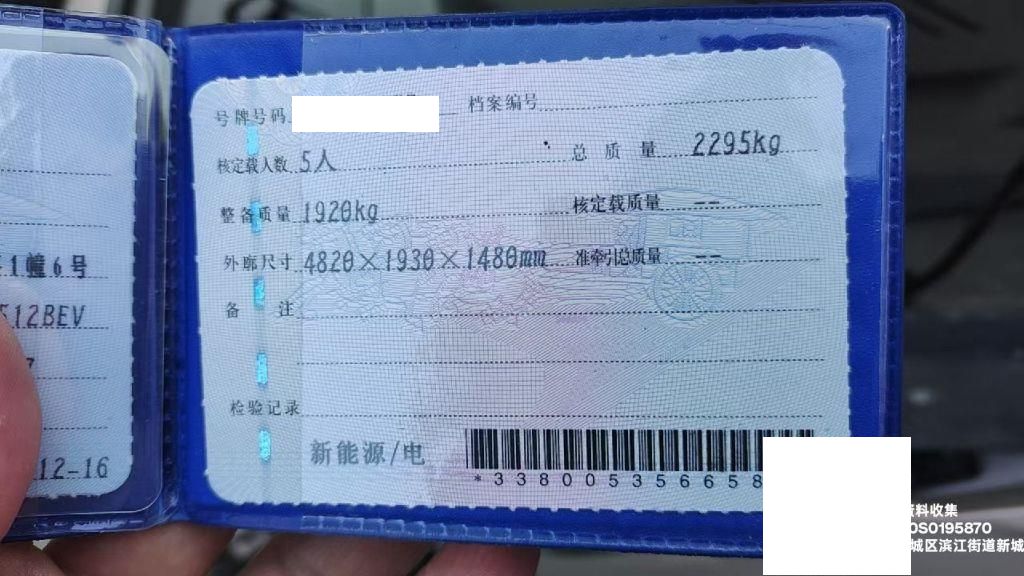 号牌号码
档案编号
核定载人数 5人
总 质 量 2295kg
整备质量 1920kg
核定载质量 --
外廓尺寸 4820×1930×1480mm
准牵引总质量 --
备 注
检验记录
新能源/电
*338005356658
1幢6号
512BEV
12-16
资料收集
0S0195870
城区滨江街道新城